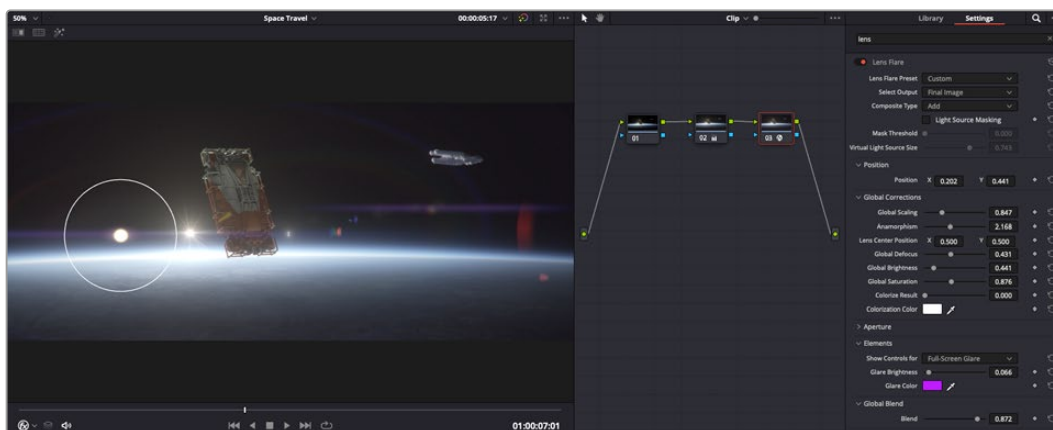 50%
Space Travel
00:00:05:17
Clip
Library
Settings
lens
Lens Flare
Lens Flare Preset
Custom
Select Output
Final Image
Composite Type
Add
Light Source Masking
Mask Threshold
0.000
Virtual Light Source Size
0.743
Position
Position X 0.202 Y 0.441
Global Corrections
Global Scaling
0.847
Anamorphism
2.168
Lens Center Position X 0.500 Y 0.500
Global Defocus
0.431
Global Brightness
0.441
Global Saturation
0.876
Colorize Result
0.000
Colorization Color
Aperture
Elements
Show Controls for
Full-Screen Glare
Glare Brightness
0.066
Glare Color
Global Blend
Blend
0.872
01
02
03
fx
01:00:07:01